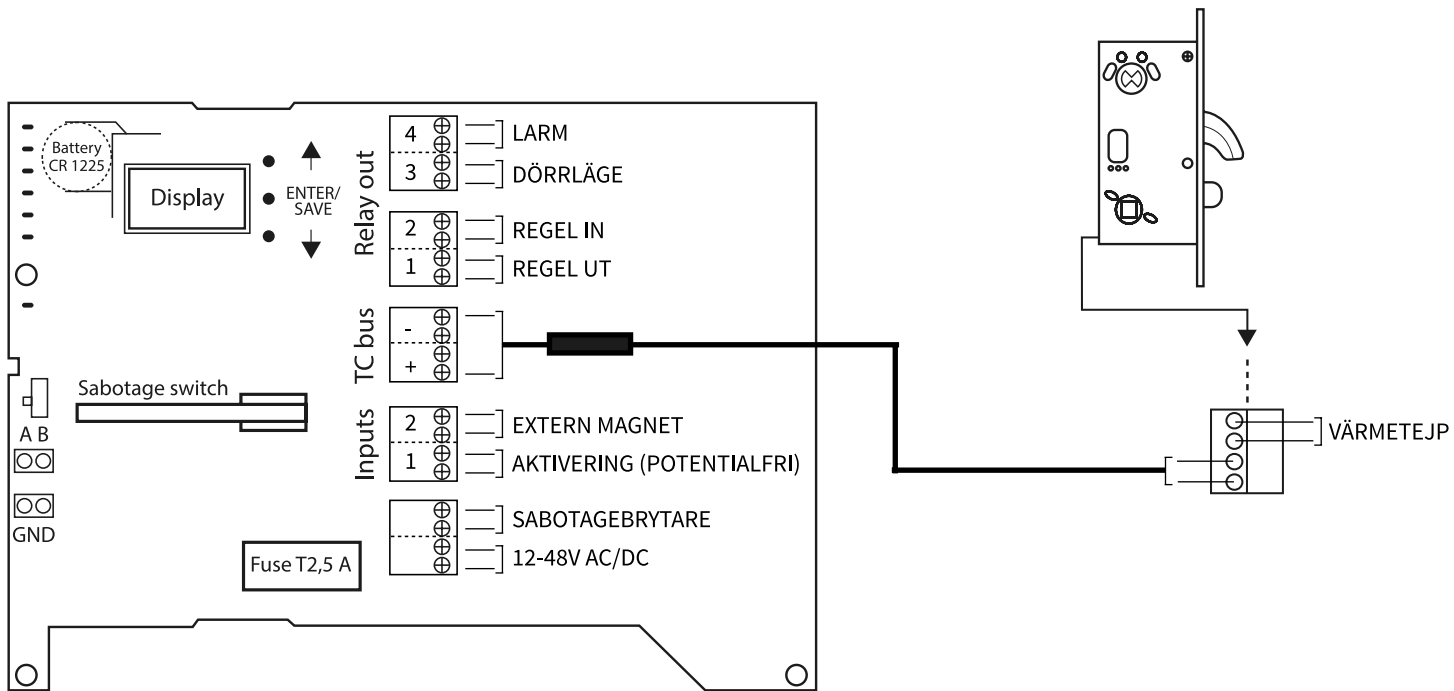 Battery
CR 1225
Display
ENTER/
SAVE
Relay out
4
LARM
3
DÖRRLÄGE
2
REGEL IN
1
REGEL UT
TC bus
-
+
Sabotage switch
A B
GND
Inputs
2
EXTERN MAGNET
1
AKTIVERING (POTENTIALFRI)
SABOTAGEBRYTARE
12-48V AC/DC
Fuse T2,5 A
VÄRMETEJP